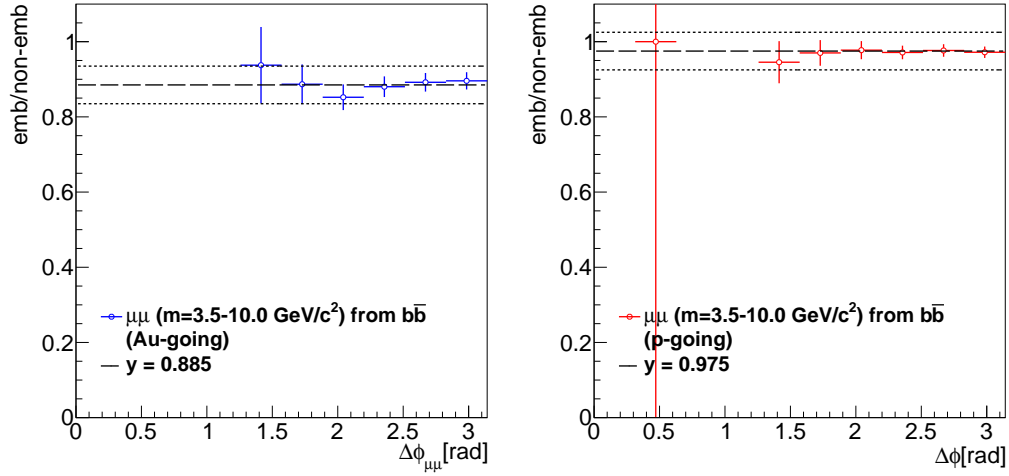 emb/non-emb
1
0.8
0.6
0.4
0.2
0
μμ (m=3.5-10.0 GeV/c²) from bb̅
(Au-going)
y = 0.885
0 0.5 1 1.5 2 2.5 3
Δϕ_μμ[rad]
emb/non-emb
1
0.8
0.6
0.4
0.2
0
μμ (m=3.5-10.0 GeV/c²) from bb̅
(p-going)
y = 0.975
0 0.5 1 1.5 2 2.5 3
Δϕ[rad]